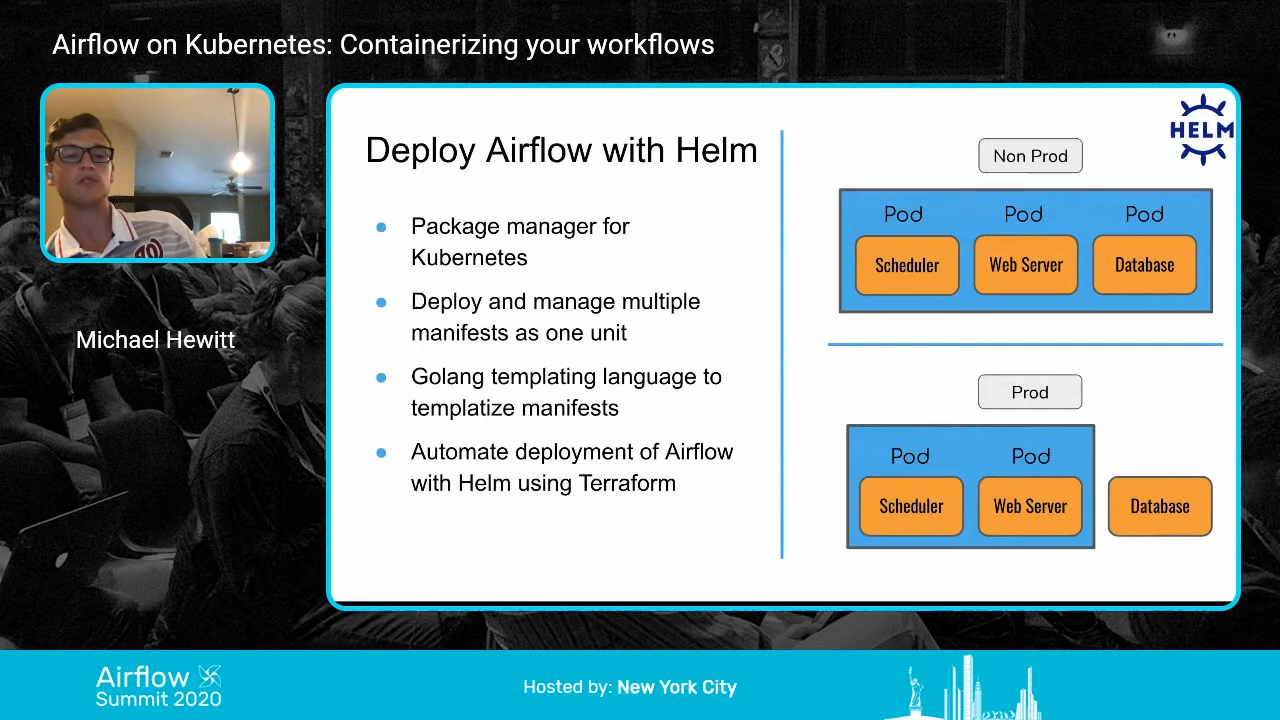 Airflow on Kubernetes: Containerizing your workflows
Michael Hewitt
Deploy Airflow with Helm
Package manager for
Kubernetes
Deploy and manage multiple
manifests as one unit
Golang templating language to
templatize manifests
Automate deployment of Airflow
with Helm using Terraform
HELM
Non Prod
Pod Pod Pod
Scheduler Web Server Database
Prod
Pod Pod
Scheduler Web Server Database
Airflow
Summit 2020
Hosted by: New York City